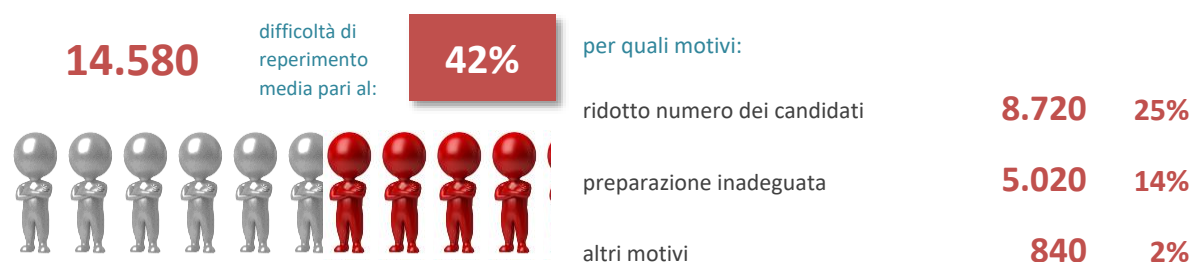 14.580
difficoltà di
reperimento
media pari al:
42%
per quali motivi:
ridotto numero dei candidati 8.720 25%
preparazione inadeguata 5.020 14%
altri motivi 840 2%